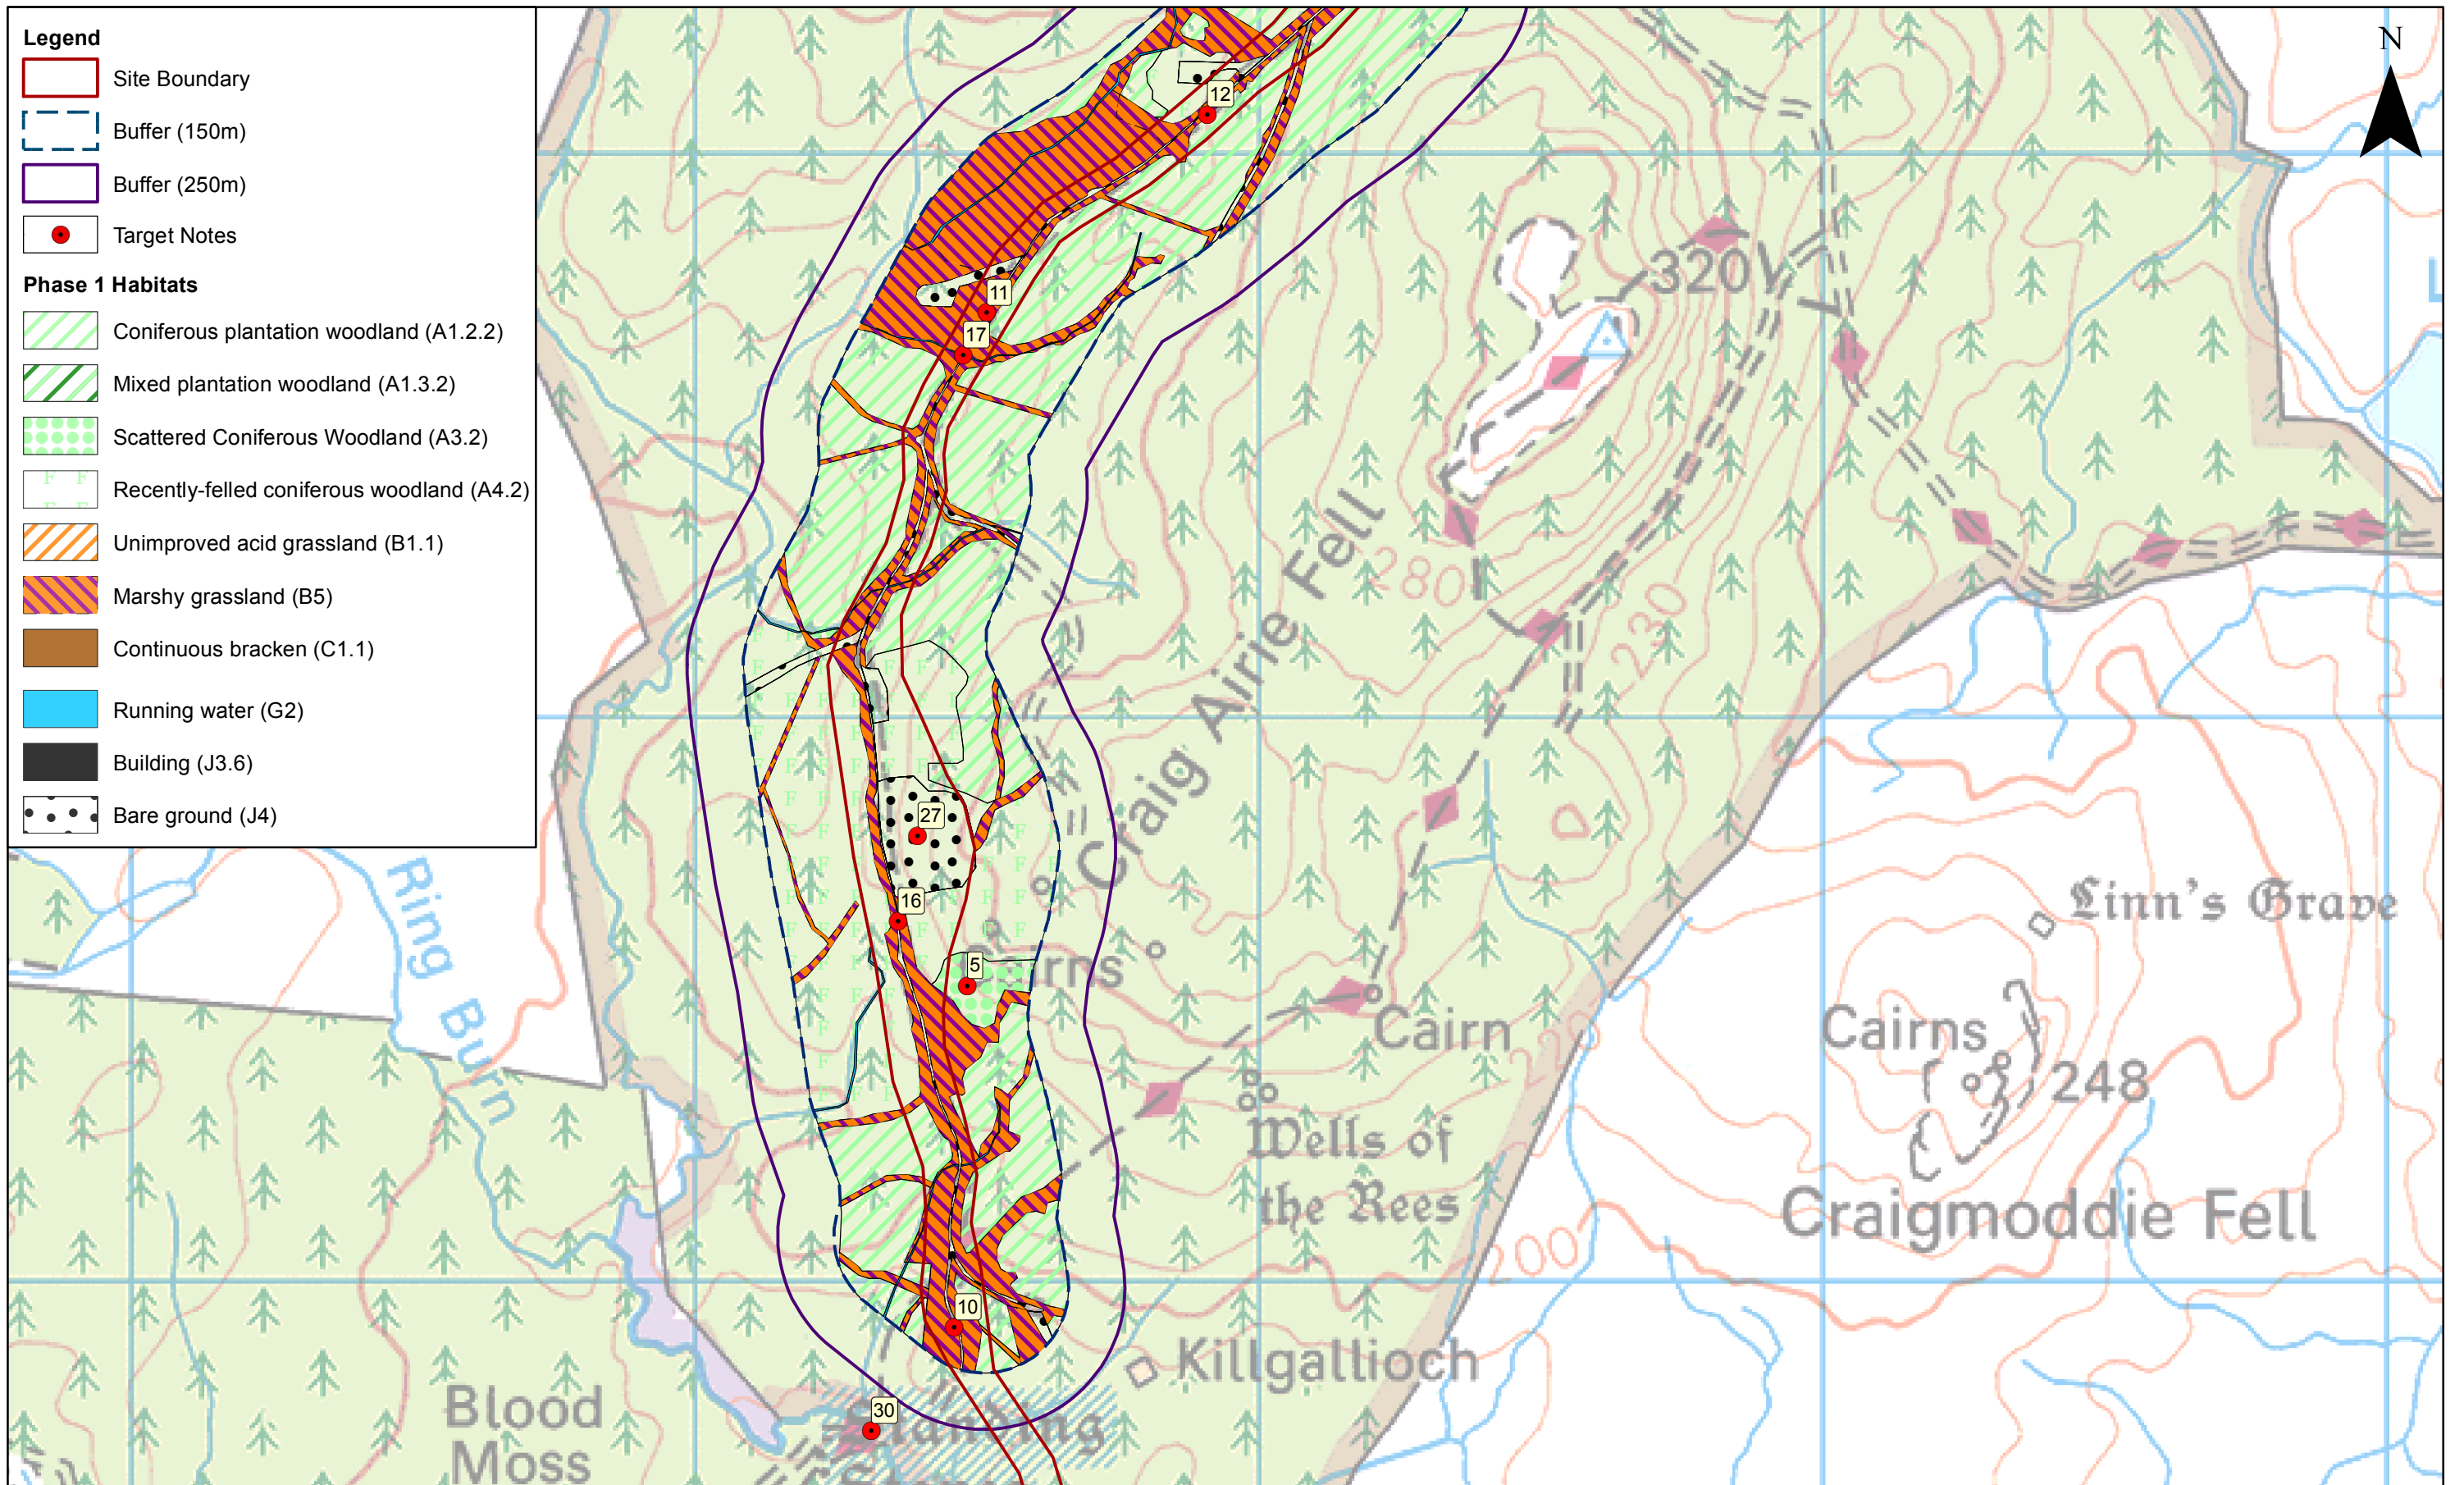 Legend
Site Boundary
Buffer (150m)
Buffer (250m)
Target Notes
Phase 1 Habitats
Coniferous plantation woodland (A1.2.2)
Mixed plantation woodland (A1.3.2)
Scattered Coniferous Woodland (A3.2)
F F
Recently-felled coniferous woodland (A4.2)
Unimproved acid grassland (B1.1)
Marshy grassland (B5)
Continuous bracken (C1.1)
Running water (G2)
Building (J3.6)
Bare ground (J4)
N
12
11
17
320
280
230
Craig Airie Fell
27
16
5
Cairns
Ring Burn
Linn's Grave
Cairn
Cairns
248
Wells of
the Rees
Craigmoddie Fell
200
10
Killgallioch
30
Standing
Blood
Moss